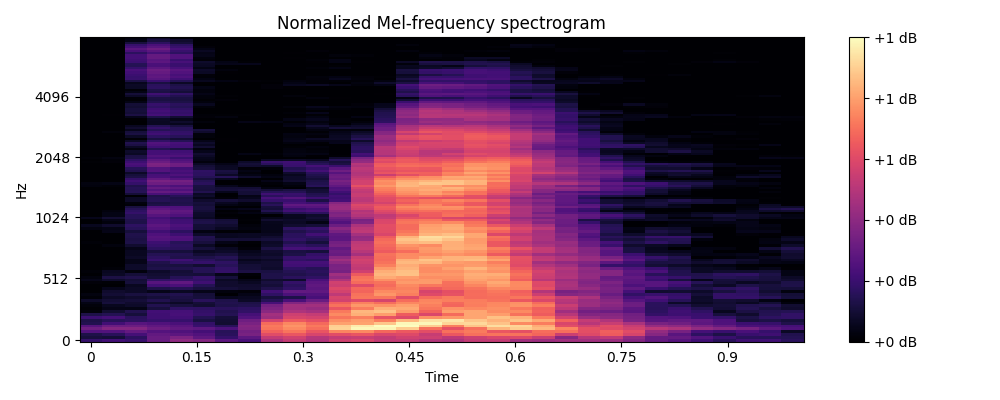 Normalized Mel-frequency spectrogram
Hz
4096
2048
1024
512
0
0 0.15 0.3 0.45 0.6 0.75 0.9
Time
+1 dB
+1 dB
+1 dB
+0 dB
+0 dB
+0 dB